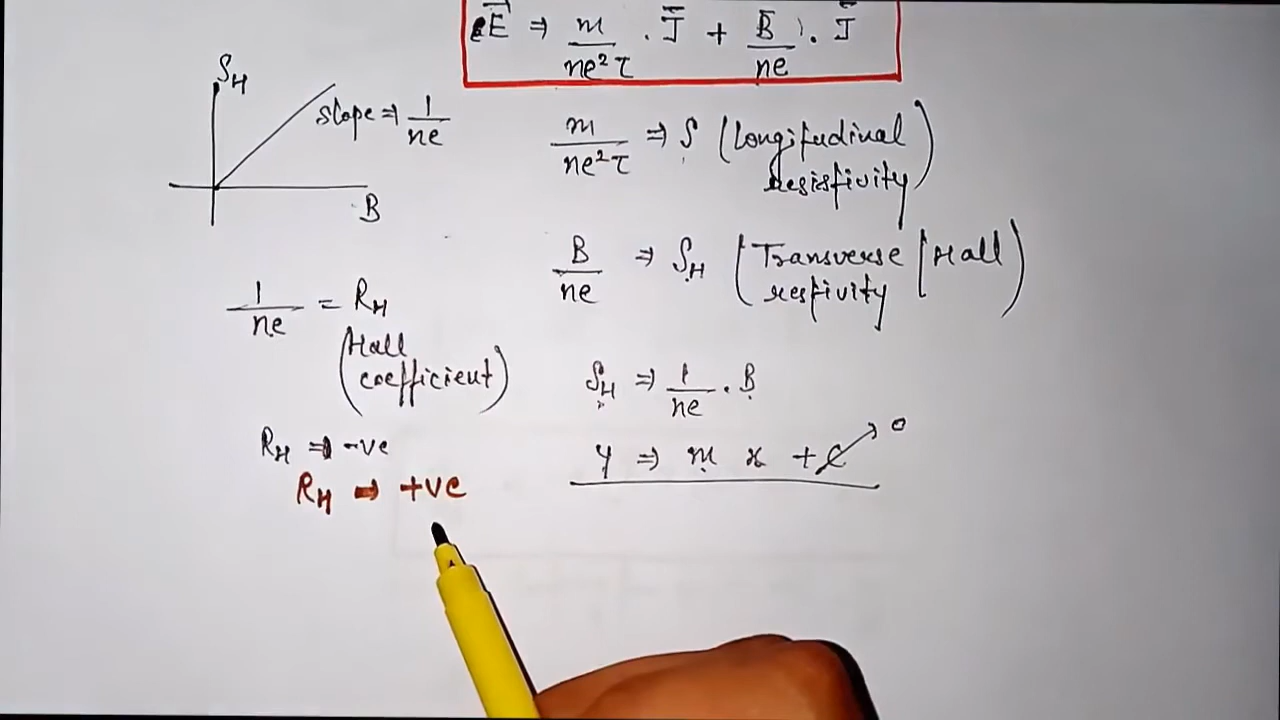 E⃗ ⇒ m/ne²τ . J̄ + B̄/ne . J̄
S_H
slope ⇒ 1/ne
B
m/ne²τ ⇒ S (Longitudinal
resistivity)
B/ne ⇒ S_H (Transverse [Hall
restivity)
1/ne = R_H
(Hall
coefficient)
S_H ⇒ 1/ne . B
R_H ⇒ -ve
y ⇒ m x + c → 0
R_H ⇒ +ve